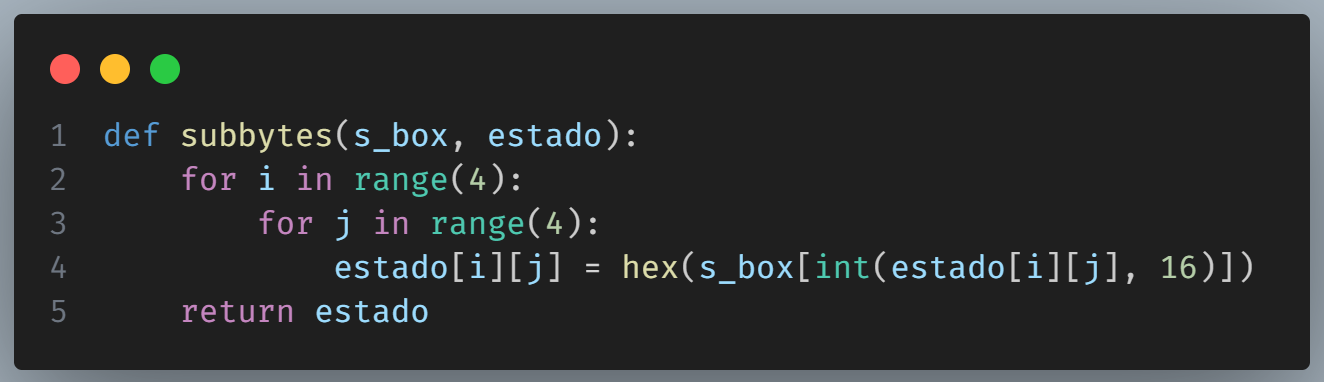 1 def subbytes(s_box, estado):
2     for i in range(4):
3         for j in range(4):
4             estado[i][j] = hex(s_box[int(estado[i][j], 16)])
5     return estado